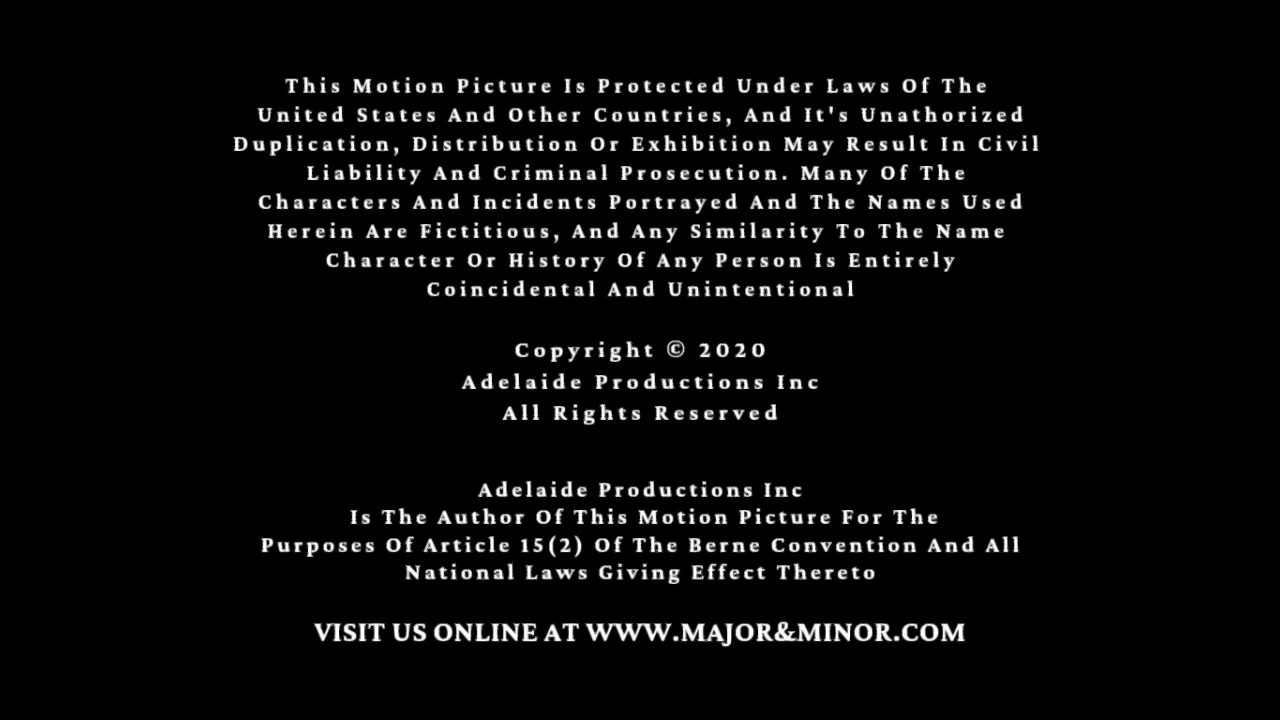 This Motion Picture Is Protected Under Laws Of The
United States And Other Countries, And It's Unathorized
Duplication, Distribution Or Exhibition May Result In Civil
Liability And Criminal Prosecution. Many Of The
Characters And Incidents Portrayed And The Names Used
Herein Are Fictitious, And Any Similarity To The Name
Character Or History Of Any Person Is Entirely
Coincidental And Unintentional
Copyright © 2020
Adelaide Productions Inc
All Rights Reserved
Adelaide Productions Inc
Is The Author Of This Motion Picture For The
Purposes Of Article 15(2) Of The Berne Convention And All
National Laws Giving Effect Thereto
VISIT US ONLINE AT WWW.MAJOR&MINOR.COM